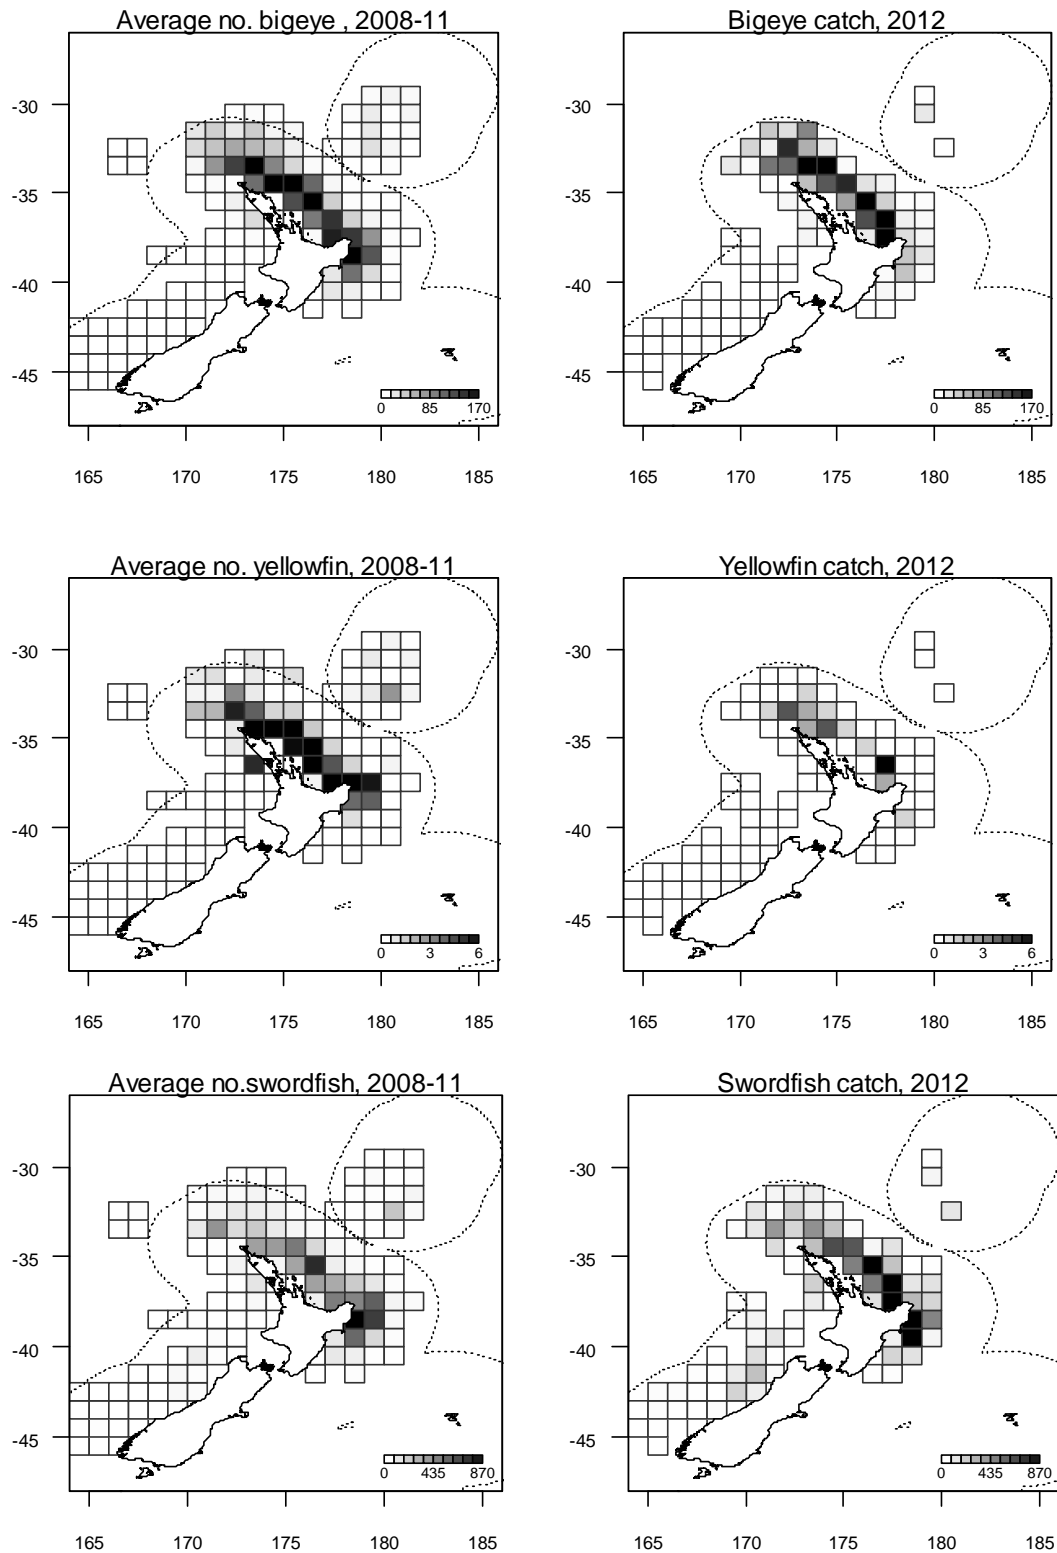 Average no. bigeye , 2008-11
Bigeye catch, 2012
-30
-35
-40
-45
0 85 170
165 170 175 180 185
-30
-35
-40
-45
0 85 170
165 170 175 180 185
Average no. yellowfin, 2008-11
Yellowfin catch, 2012
-30
-35
-40
-45
0 3 6
165 170 175 180 185
-30
-35
-40
-45
0 3 6
165 170 175 180 185
Average no.swordfish, 2008-11
Swordfish catch, 2012
-30
-35
-40
-45
0 435 870
165 170 175 180 185
-30
-35
-40
-45
0 435 870
165 170 175 180 185